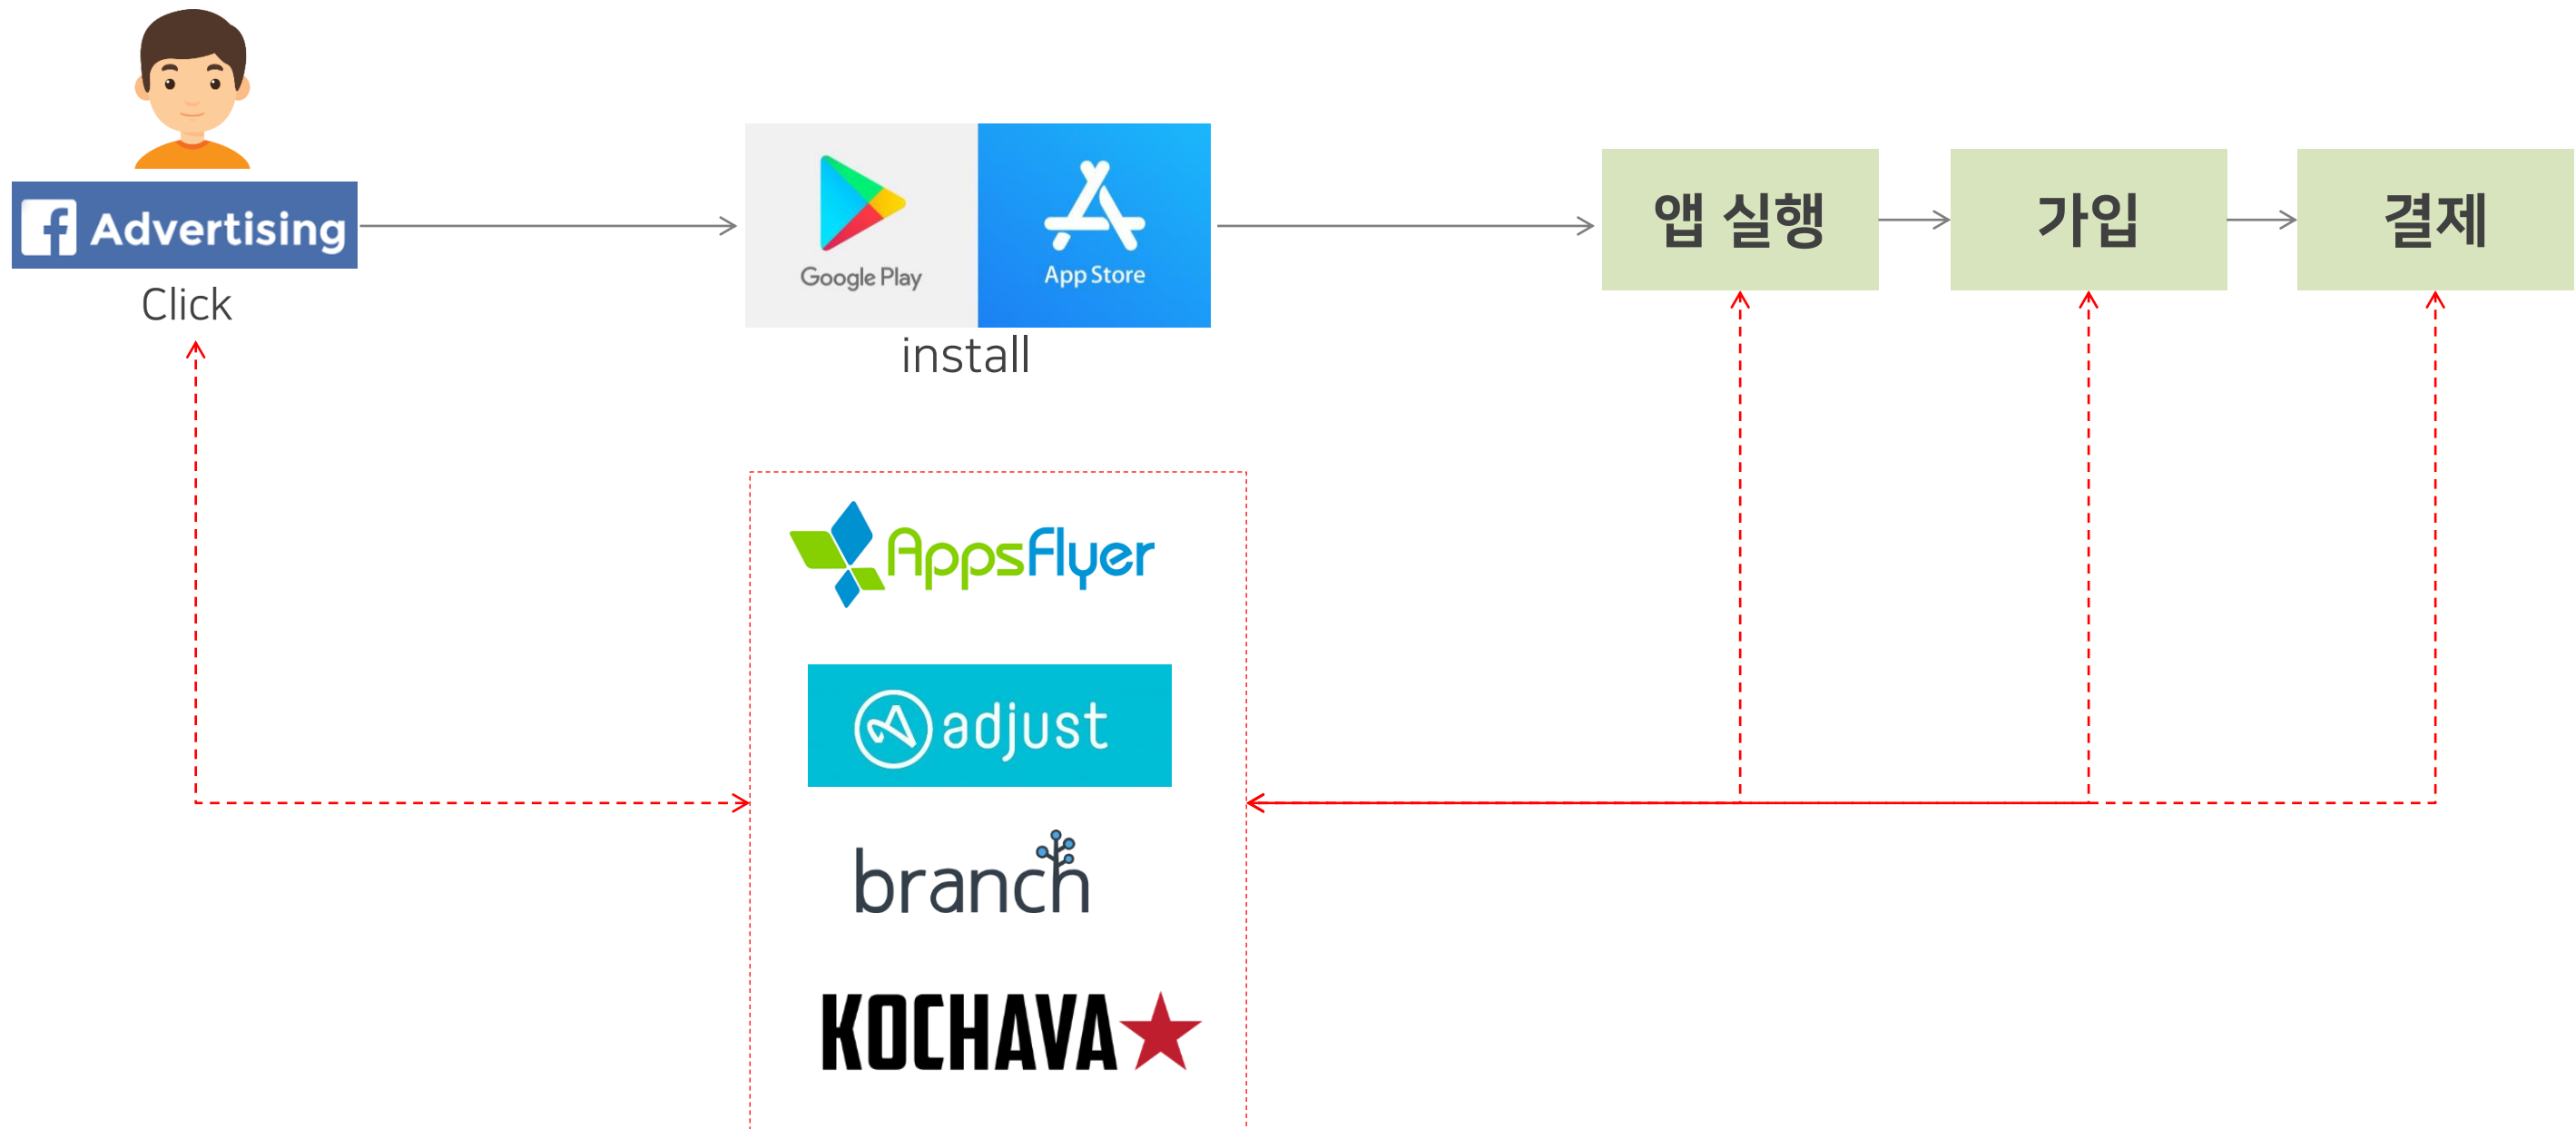 Advertising
Click
Google Play
App Store
install
앱 실행
가입
결제
AppsFlyer
adjust
branch
KOCHAVA